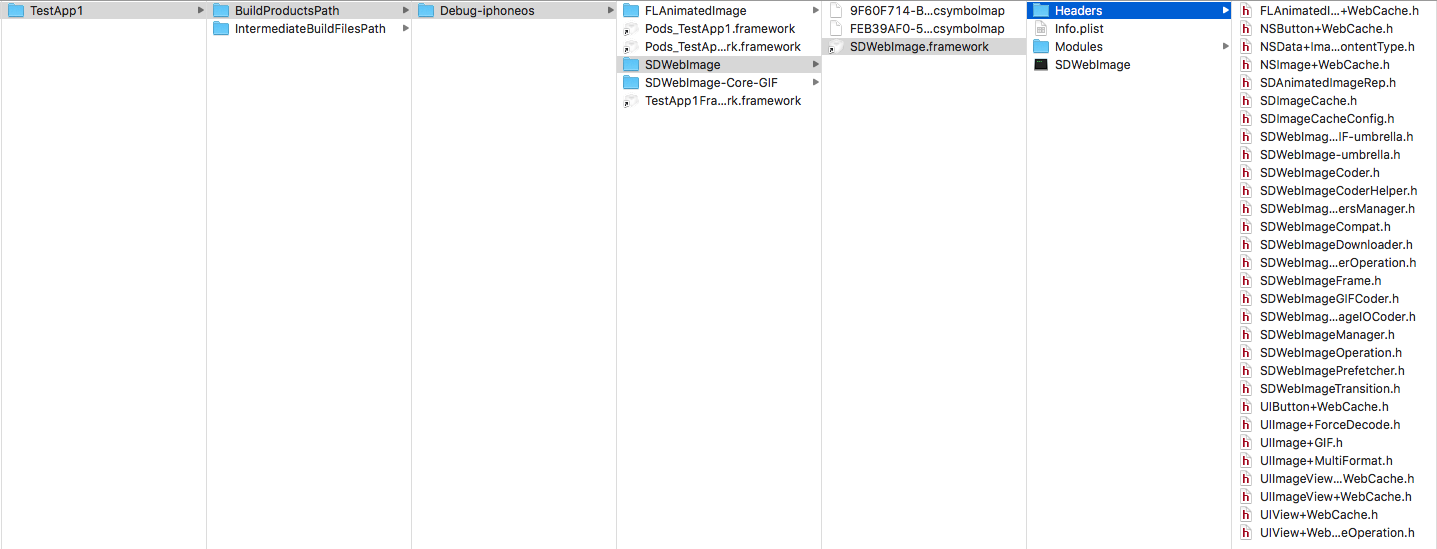 TestApp1
BuildProductsPath
IntermediateBuildFilesPath
Debug-iphoneos
FLAnimatedImage
Pods_TestApp1.framework
Pods_TestAp...rk.framework
SDWebImage
SDWebImage-Core-GIF
TestApp1Fra...rk.framework
9F60F714-B...csymbolmap
FEB39AF0-5...csymbolmap
SDWebImage.framework
Headers
Info.plist
Modules
SDWebImage
FLAnimatedI...+WebCache.h
NSButton+WebCache.h
NSData+Ima...ontentType.h
NSImage+WebCache.h
SDAnimatedImageRep.h
SDImageCache.h
SDImageCacheConfig.h
SDWebImag...IF-umbrella.h
SDWebImage-umbrella.h
SDWebImageCoder.h
SDWebImageCoderHelper.h
SDWebImag...ersManager.h
SDWebImageCompat.h
SDWebImageDownloader.h
SDWebImag...erOperation.h
SDWebImageFrame.h
SDWebImageGIFCoder.h
SDWebImag...ageIOCoder.h
SDWebImageManager.h
SDWebImageOperation.h
SDWebImagePrefetcher.h
SDWebImageTransition.h
UIButton+WebCache.h
UIImage+ForceDecode.h
UIImage+GIF.h
UIImage+MultiFormat.h
UIImageView...WebCache.h
UIImageView+WebCache.h
UIView+WebCache.h
UIView+Web...eOperation.h